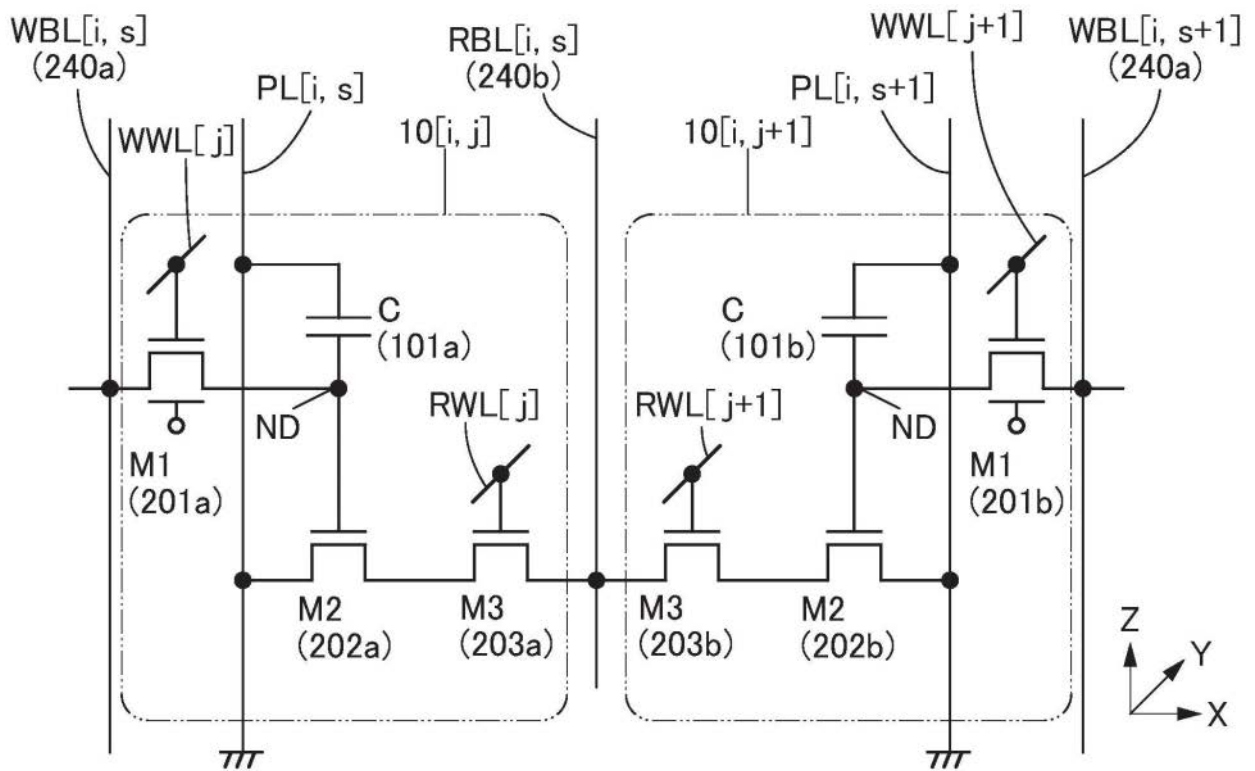 WBL[i, s]
(240a)
PL[i, s]
WWL[j]
10[i, j]
RBL[i, s]
(240b)
10[i, j+1]
WWL[j+1]
PL[i, s+1]
WBL[i, s+1]
(240a)
C
(101a)
C
(101b)
ND
RWL[j]
RWL[j+1]
ND
M1
(201a)
M1
(201b)
M2
(202a)
M3
(203a)
M3
(203b)
M2
(202b)
Z
Y
X